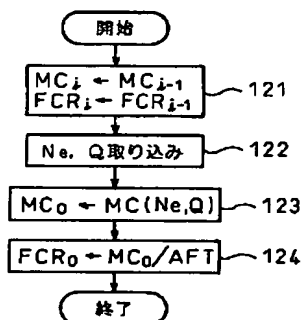 開始
MCi ← MCi-1
FCRi ← FCRi-1
121
Ne, Q取り込み
122
MC0 ← MC(Ne,Q)
123
FCR0 ← MC0/AFT
124
終了